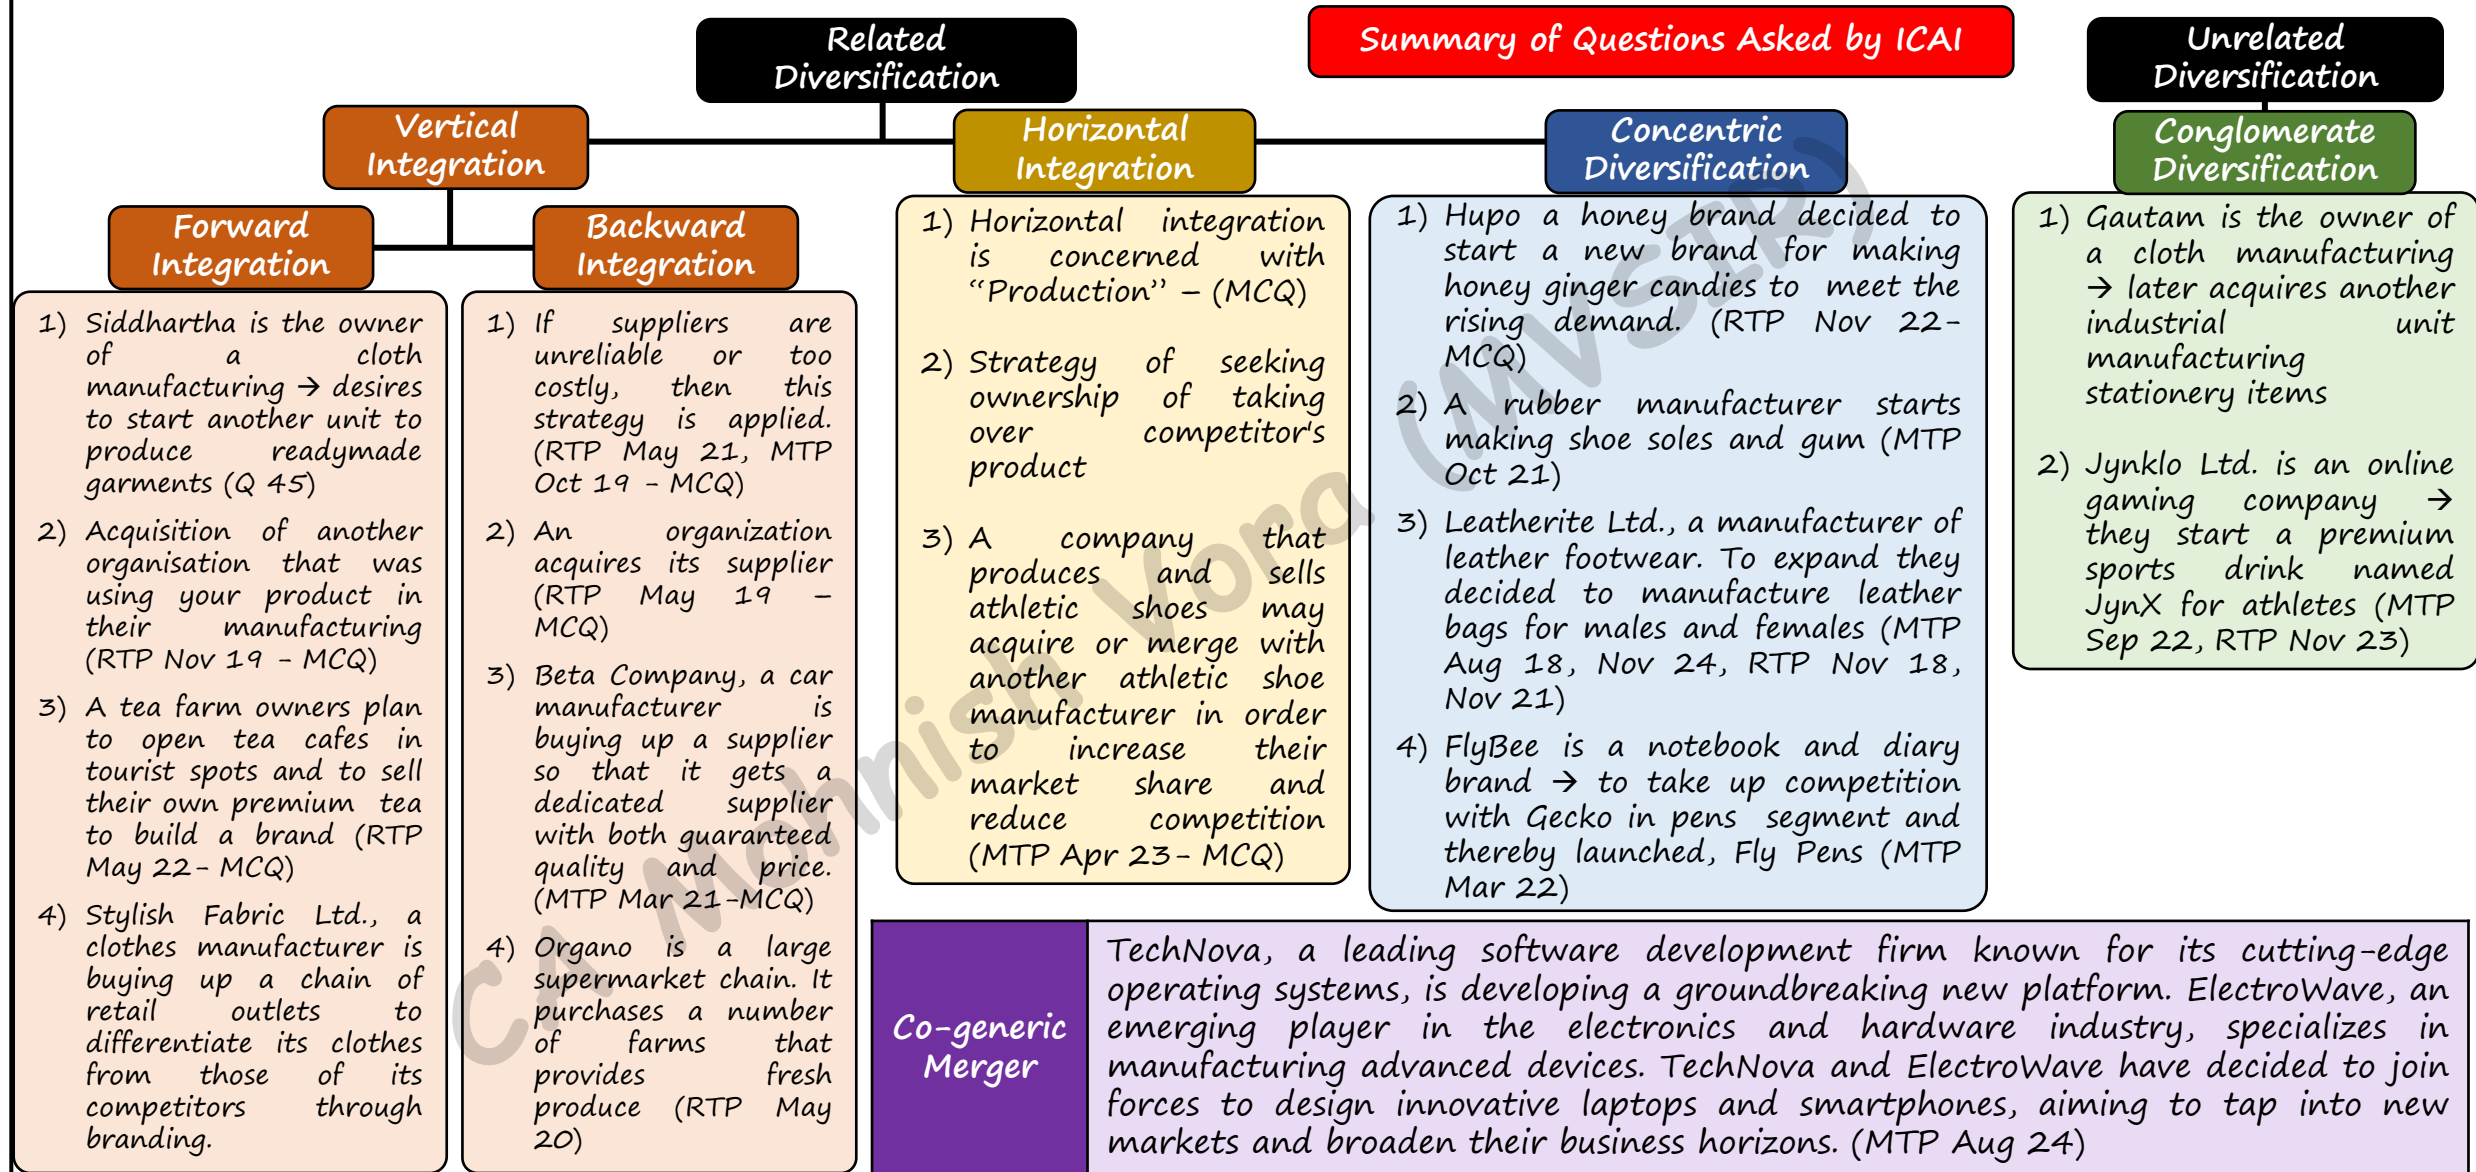 Related
Diversification
Summary of Questions Asked by ICAI
Unrelated
Diversification
Vertical
Integration
Horizontal
Integration
Concentric
Diversification
Conglomerate
Diversification
Forward
Integration
Backward
Integration
1) Siddhartha is the owner
of a cloth
manufacturing → desires
to start another unit to
produce readymade
garments (Q 45)
2) Acquisition of another
organisation that was
using your product in
their manufacturing
(RTP Nov 19 - MCQ)
3) A tea farm owners plan
to open tea cafes in
tourist spots and to sell
their own premium tea
to build a brand (RTP
May 22- MCQ)
4) Stylish Fabric Ltd., a
clothes manufacturer is
buying up a chain of
retail outlets to
differentiate its clothes
from those of its
competitors through
branding.
1) If suppliers are
unreliable or too
costly, then this
strategy is applied.
(RTP May 21, MTP
Oct 19 - MCQ)
2) An organization
acquires its supplier
(RTP May 19 –
MCQ)
3) Beta Company, a car
manufacturer is
buying up a supplier
so that it gets a
dedicated supplier
with both guaranteed
quality and price.
(MTP Mar 21-MCQ)
4) Organo is a large
supermarket chain. It
purchases a number
of farms that
provides fresh
produce (RTP May
20)
1) Horizontal integration
is concerned with
“Production” – (MCQ)
2) Strategy of seeking
ownership of taking
over competitor's
product
3) A company that
produces and sells
athletic shoes may
acquire or merge with
another athletic shoe
manufacturer in order
to increase their
market share and
reduce competition
(MTP Apr 23- MCQ)
1) Hupo a honey brand decided to
start a new brand for making
honey ginger candies to meet the
rising demand. (RTP Nov 22-
MCQ)
2) A rubber manufacturer starts
making shoe soles and gum (MTP
Oct 21)
3) Leatherite Ltd., a manufacturer of
leather footwear. To expand they
decided to manufacture leather
bags for males and females (MTP
Aug 18, Nov 24, RTP Nov 18,
Nov 21)
4) FlyBee is a notebook and diary
brand → to take up competition
with Gecko in pens segment and
thereby launched, Fly Pens (MTP
Mar 22)
1) Gautam is the owner of
a cloth manufacturing
→ later acquires another
industrial unit
manufacturing
stationery items
2) Jynklo Ltd. is an online
gaming company →
they start a premium
sports drink named
JynX for athletes (MTP
Sep 22, RTP Nov 23)
Co-generic
Merger
TechNova, a leading software development firm known for its cutting-edge
operating systems, is developing a groundbreaking new platform. ElectroWave, an
emerging player in the electronics and hardware industry, specializes in
manufacturing advanced devices. TechNova and ElectroWave have decided to join
forces to design innovative laptops and smartphones, aiming to tap into new
markets and broaden their business horizons. (MTP Aug 24)
CA Mohnish Vora (MVSIR)